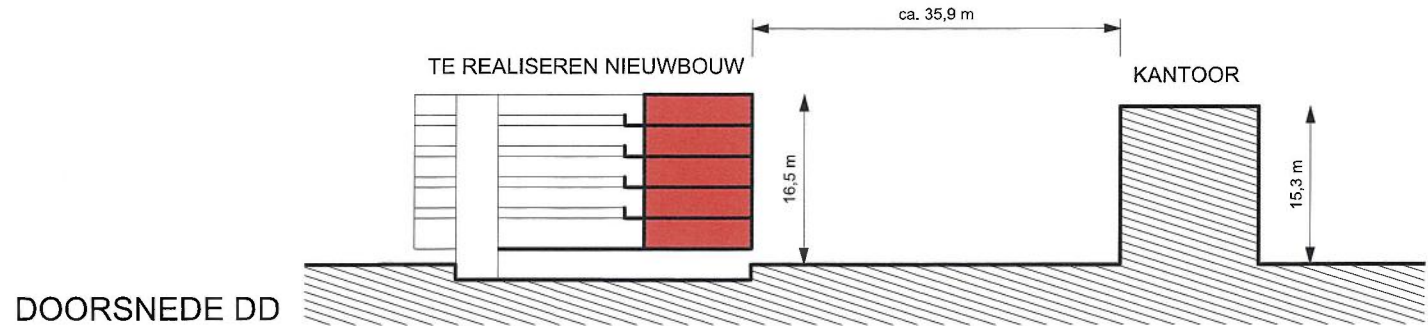 ca. 35,9 m
TE REALISEREN NIEUWBOUW
KANTOOR
16,5 m
15,3 m
DOORSNEDE DD